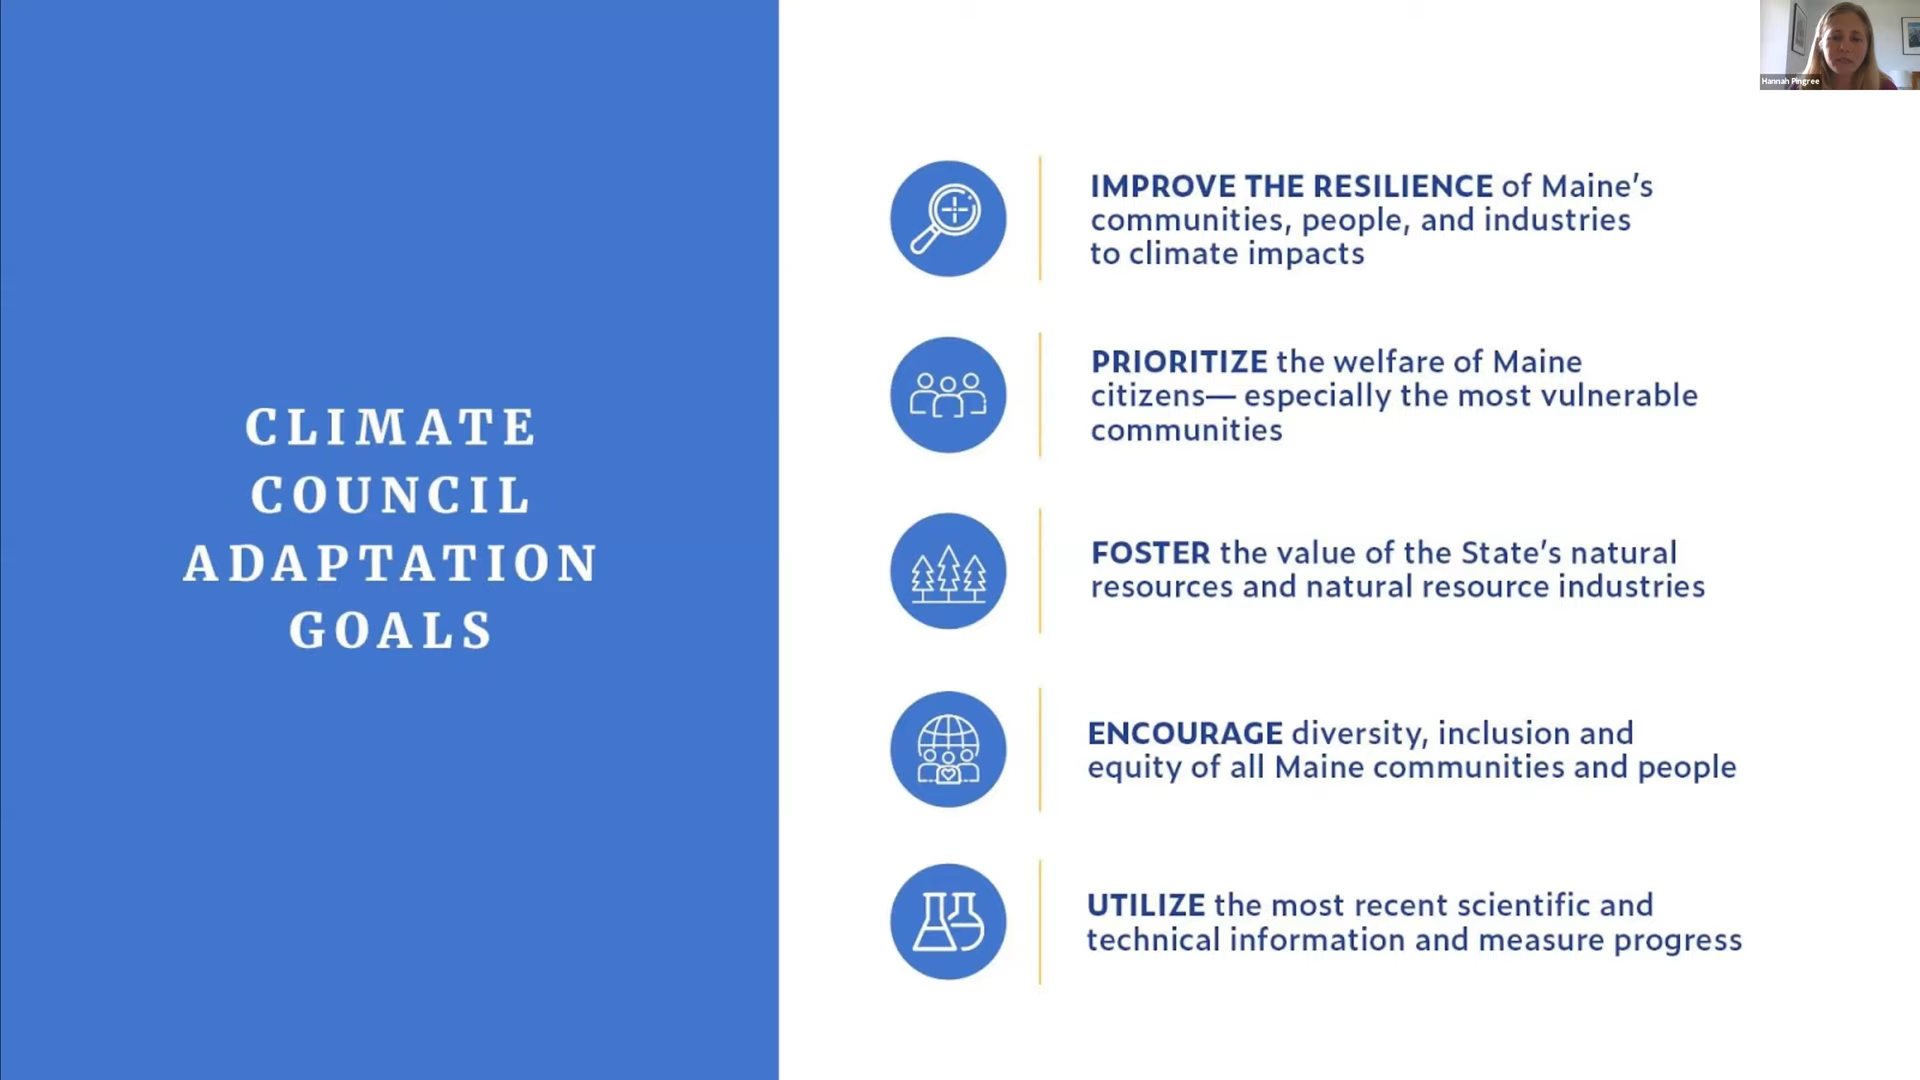 Hannah Pingree
CLIMATE
COUNCIL
ADAPTATION
GOALS
IMPROVE THE RESILIENCE of Maine’s
communities, people, and industries
to climate impacts
PRIORITIZE the welfare of Maine
citizens— especially the most vulnerable
communities
FOSTER the value of the State’s natural
resources and natural resource industries
ENCOURAGE diversity, inclusion and
equity of all Maine communities and people
UTILIZE the most recent scientific and
technical information and measure progress